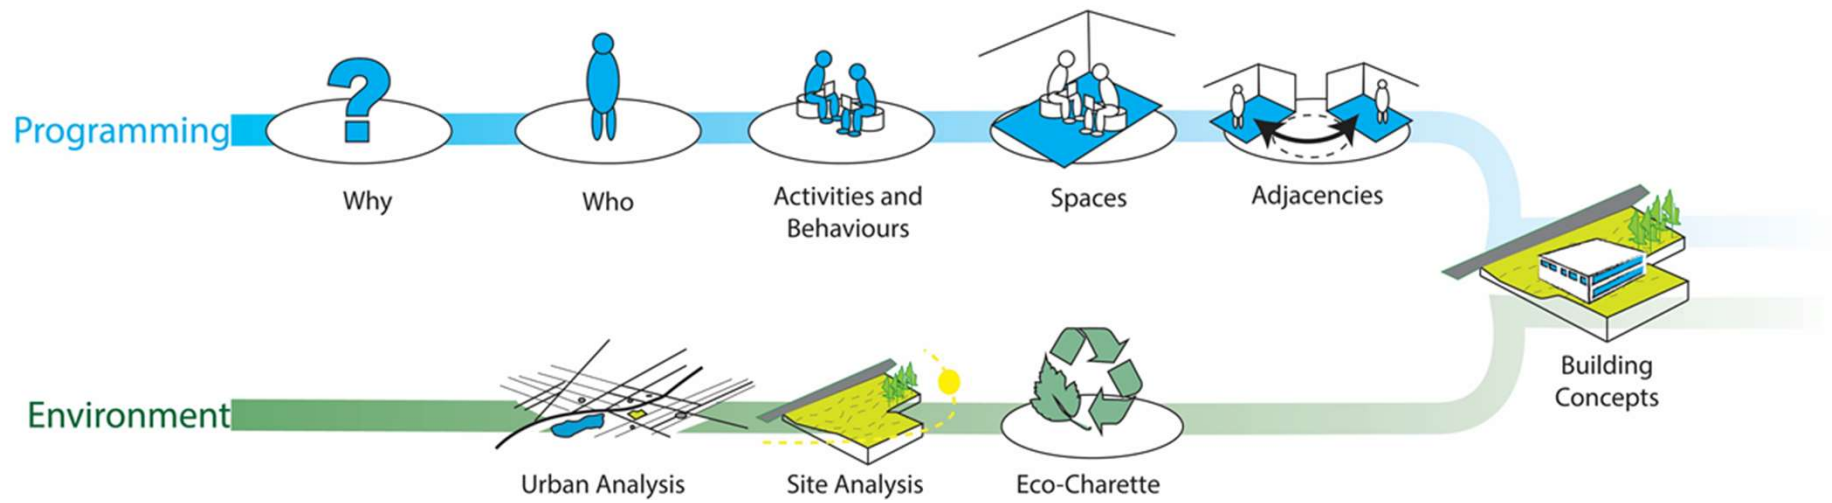 Programming
Why
Who
Activities and
Behaviours
Spaces
Adjacencies
Building
Concepts
Environment
Urban Analysis
Site Analysis
Eco-Charette